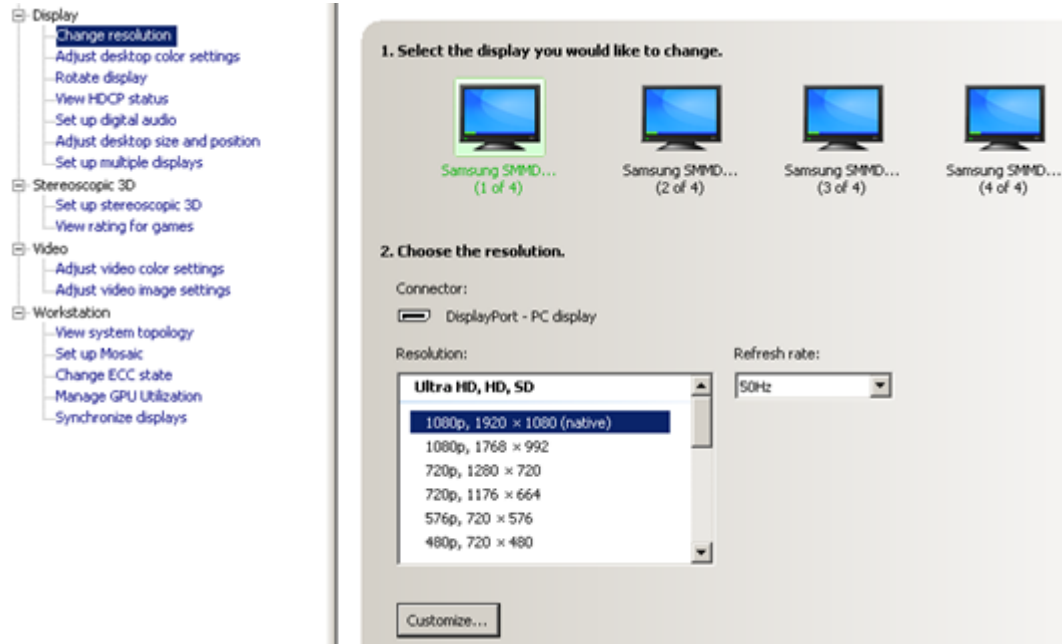 Display
Change resolution
Adjust desktop color settings
Rotate display
View HDCP status
Set up digital audio
Adjust desktop size and position
Set up multiple displays
Stereoscopic 3D
Set up stereoscopic 3D
View rating for games
Video
Adjust video color settings
Adjust video image settings
Workstation
View system topology
Set up Mosaic
Change ECC state
Manage GPU Utilization
Synchronize displays
1. Select the display you would like to change.
Samsung SMMD...
(1 of 4)
Samsung SMMD...
(2 of 4)
Samsung SMMD...
(3 of 4)
Samsung SMMD...
(4 of 4)
2. Choose the resolution.
Connector:
DisplayPort - PC display
Resolution:
Ultra HD, HD, SD
1080p, 1920 × 1080 (native)
1080p, 1768 × 992
720p, 1280 × 720
720p, 1176 × 664
576p, 720 × 576
480p, 720 × 480
Refresh rate:
50Hz
Customize...